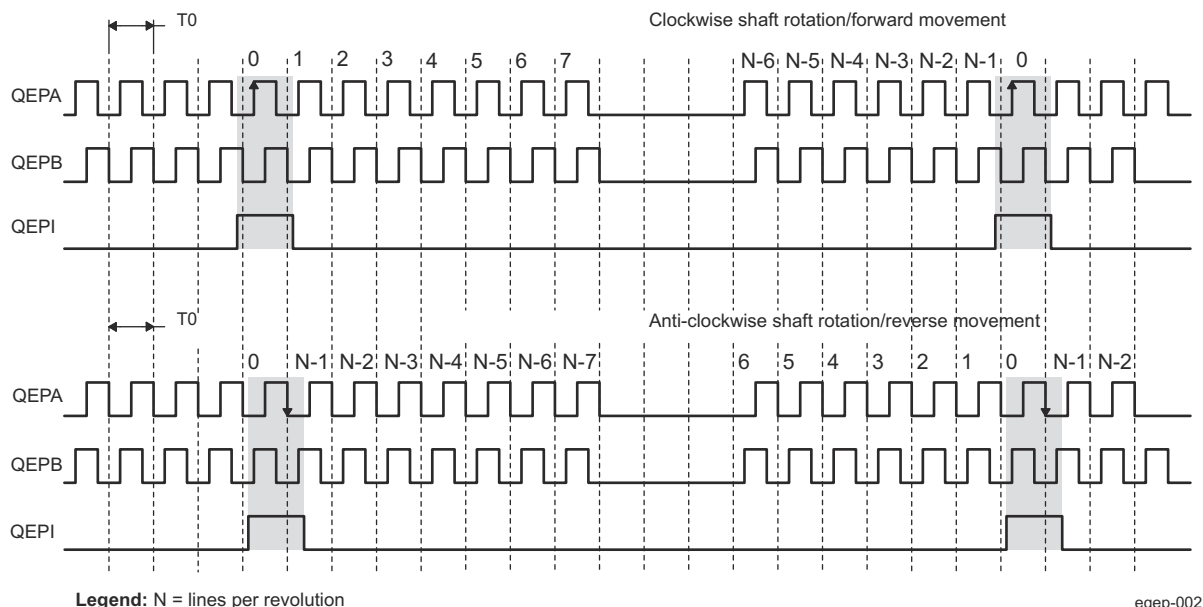 T0 Clockwise shaft rotation/forward movement
0 1 2 3 4 5 6 7 N-6 N-5 N-4 N-3 N-2 N-1 0
QEPA
QEPB
QEPI
T0 Anti-clockwise shaft rotation/reverse movement
0 N-1 N-2 N-3 N-4 N-5 N-6 N-7 6 5 4 3 2 1 0 N-1 N-2
QEPA
QEPB
QEPI
Legend: N = lines per revolution
eqep-002